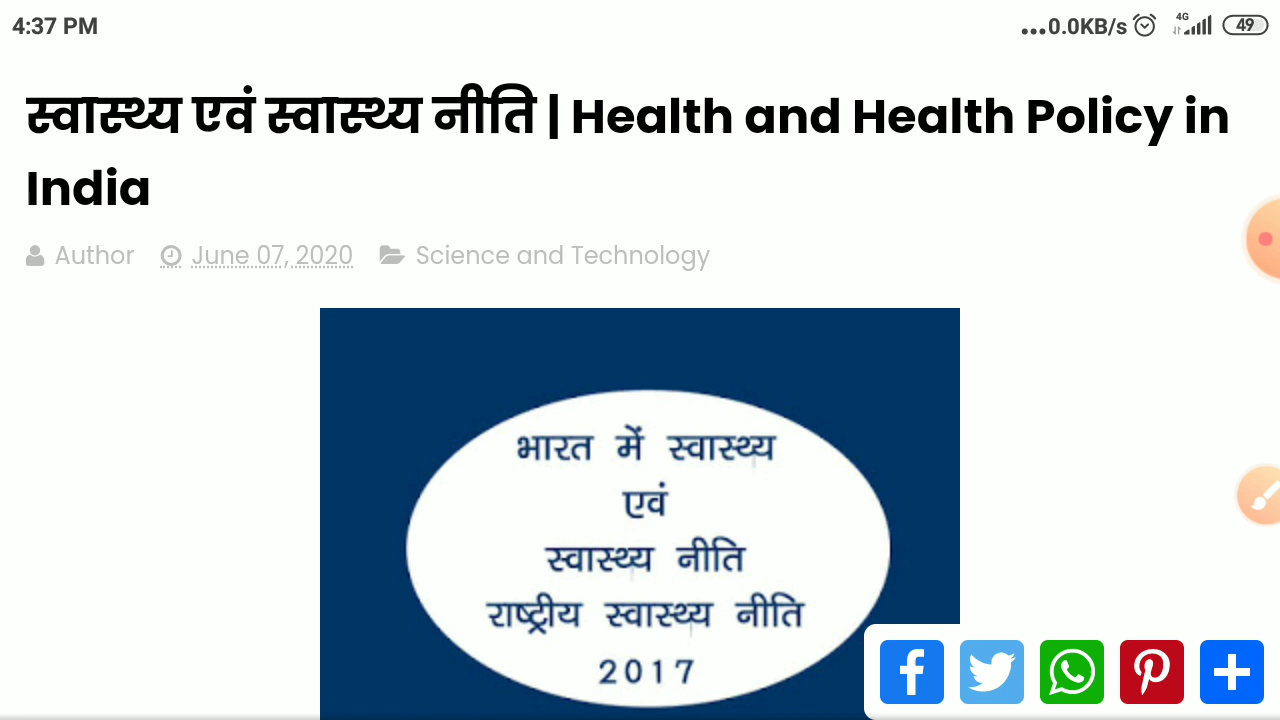 4:37 PM ...0.0KB/s 4G 49
स्वास्थ्य एवं स्वास्थ्य नीति | Health and Health Policy in
India
Author June 07, 2020 Science and Technology
भारत में स्वास्थ्य
एवं
स्वास्थ्य नीति
राष्ट्रीय स्वास्थ्य नीति
2017